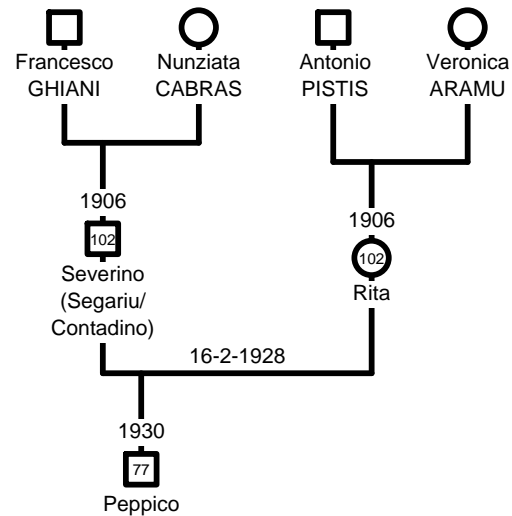 Francesco
GHIANI
Nunziata
CABRAS
Antonio
PISTIS
Veronica
ARAMU
1906
102
Severino
(Segariu/
Contadino)
1906
102
Rita
16-2-1928
1930
77
Peppico